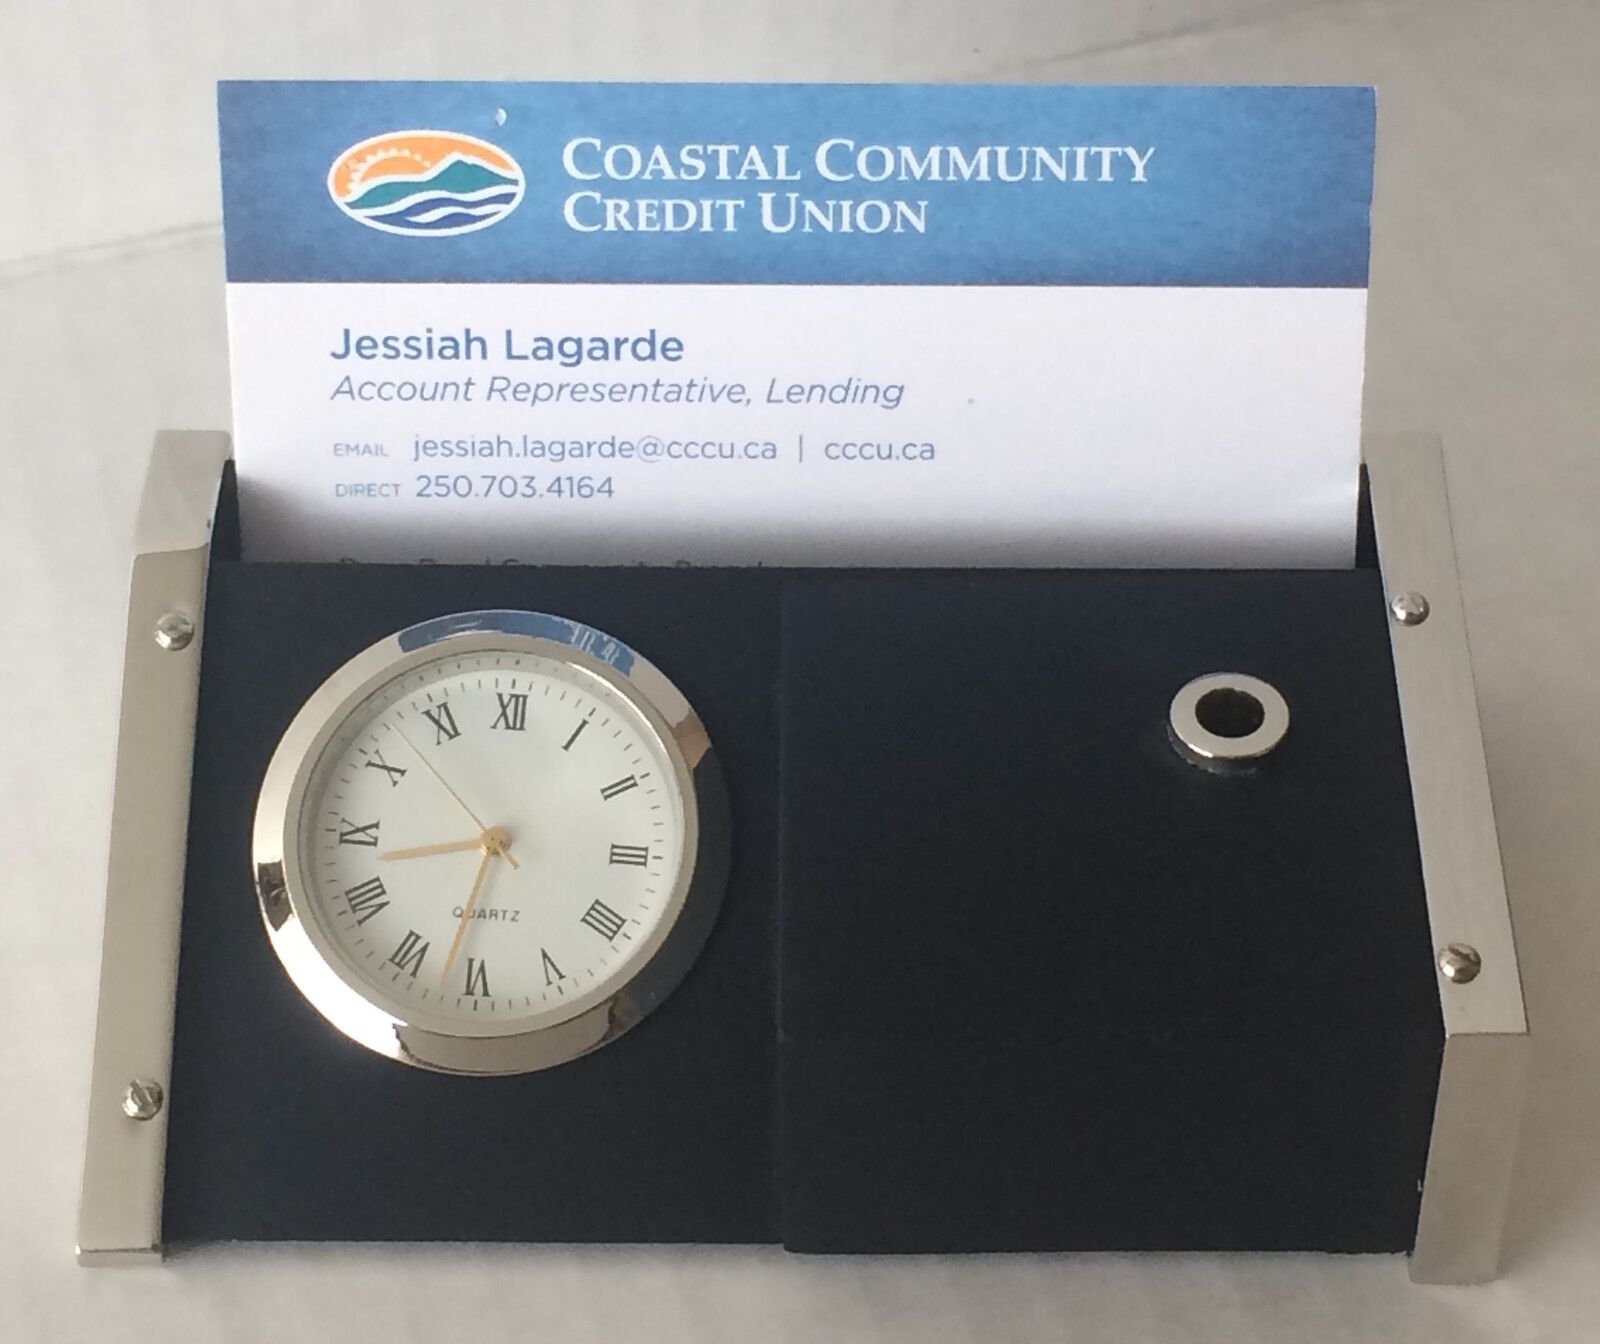 COASTAL COMMUNITY
CREDIT UNION
Jessiah Lagarde
Account Representative, Lending
EMAIL jessiah.lagarde@cccu.ca | cccu.ca
DIRECT 250.703.4164
XII
I
II
III
IIII
V
VI
VII
VIII
IX
X
XI
QUARTZ